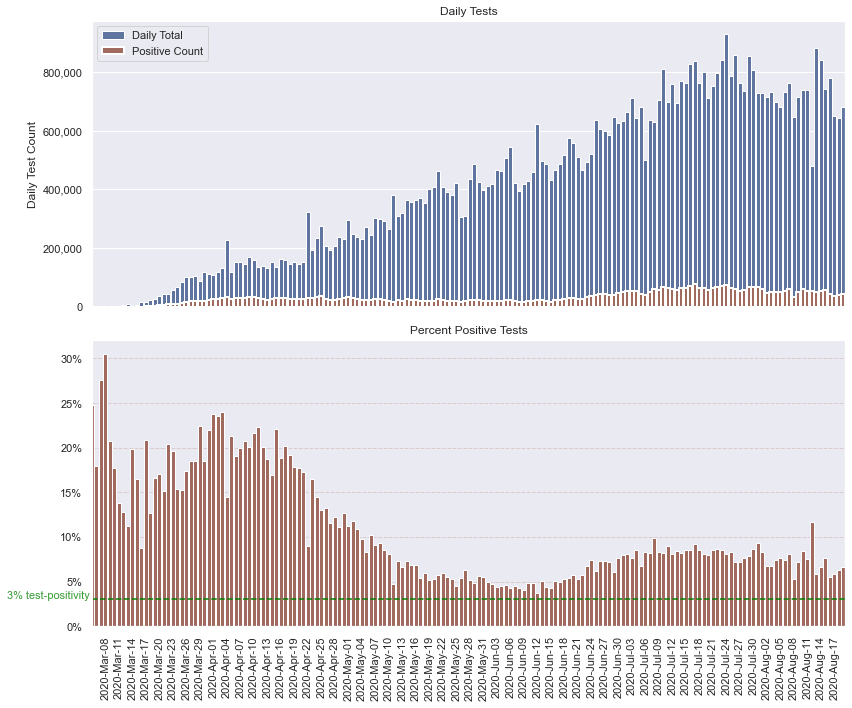 Daily Tests
Daily Total
Positive Count
Daily Test Count
800,000
600,000
400,000
200,000
0
Percent Positive Tests
30%
25%
20%
15%
10%
5%
3% test-positivity
0%
2020-Mar-08
2020-Mar-11
2020-Mar-14
2020-Mar-17
2020-Mar-20
2020-Mar-23
2020-Mar-26
2020-Mar-29
2020-Apr-01
2020-Apr-04
2020-Apr-07
2020-Apr-10
2020-Apr-13
2020-Apr-16
2020-Apr-19
2020-Apr-22
2020-Apr-25
2020-Apr-28
2020-May-01
2020-May-04
2020-May-07
2020-May-10
2020-May-13
2020-May-16
2020-May-19
2020-May-22
2020-May-25
2020-May-28
2020-May-31
2020-Jun-03
2020-Jun-06
2020-Jun-09
2020-Jun-12
2020-Jun-15
2020-Jun-18
2020-Jun-21
2020-Jun-24
2020-Jun-27
2020-Jun-30
2020-Jul-03
2020-Jul-06
2020-Jul-09
2020-Jul-12
2020-Jul-15
2020-Jul-18
2020-Jul-21
2020-Jul-24
2020-Jul-27
2020-Jul-30
2020-Aug-02
2020-Aug-05
2020-Aug-08
2020-Aug-11
2020-Aug-14
2020-Aug-17